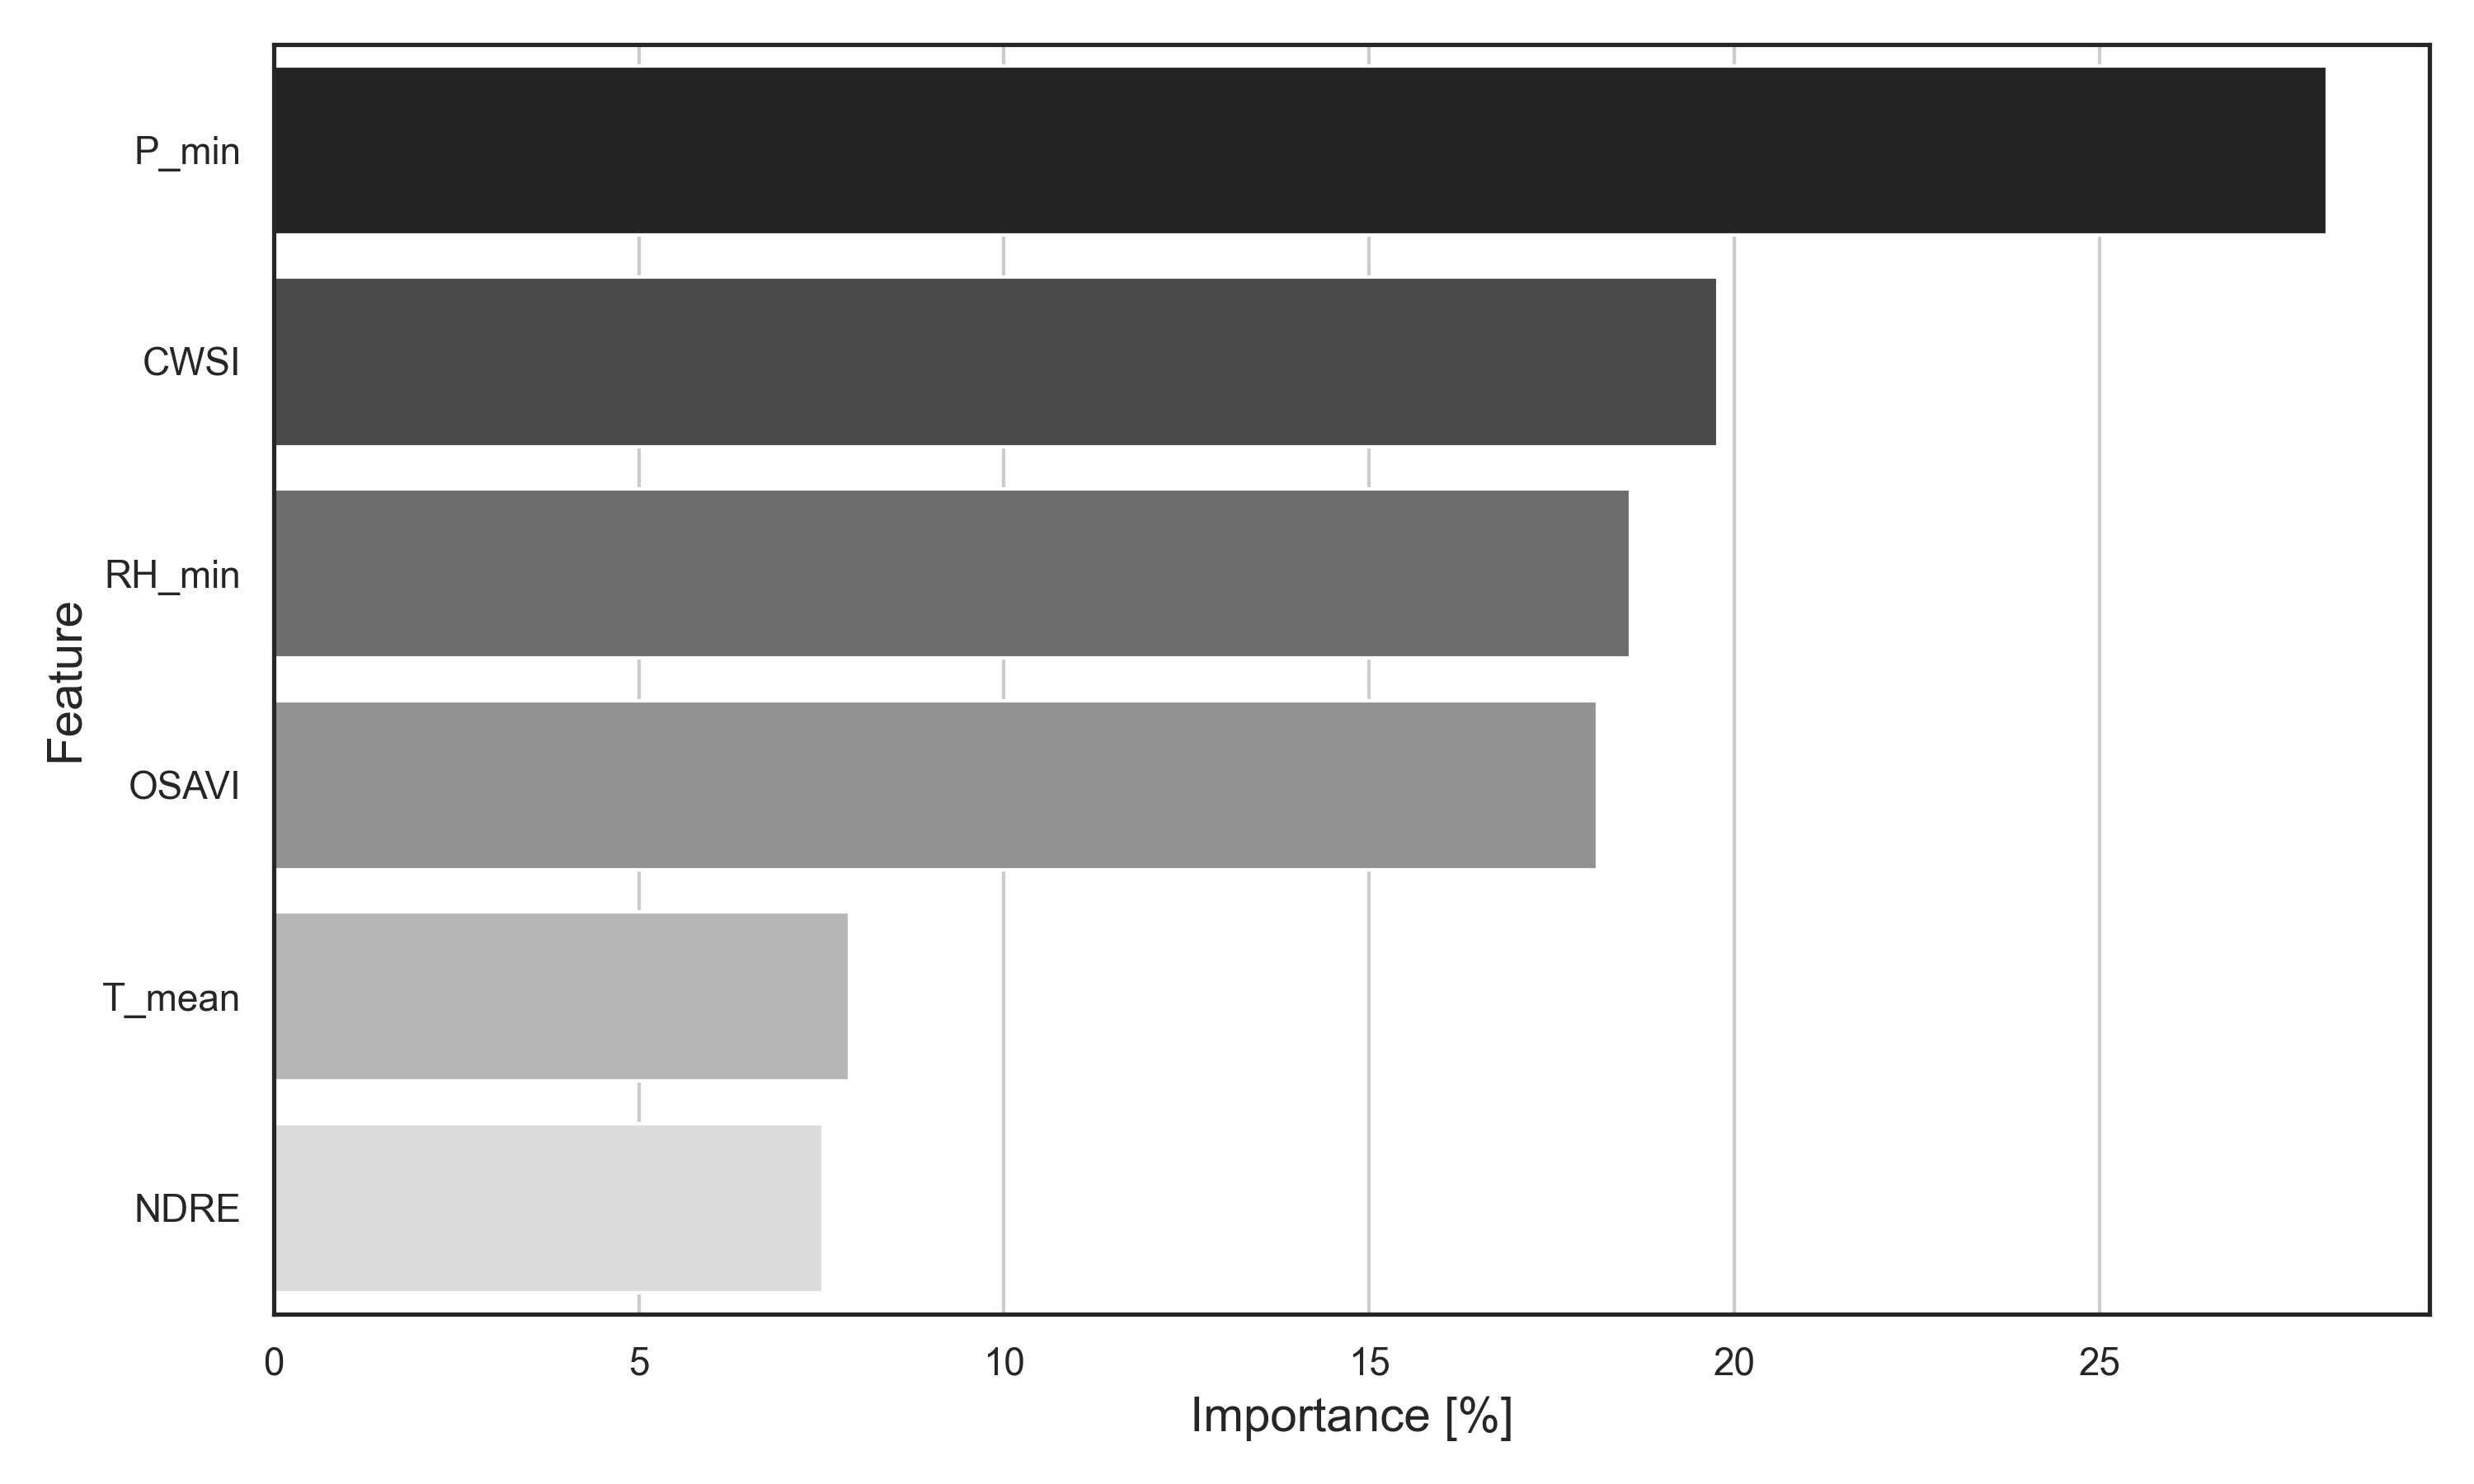 P_min
CWSI
RH_min
OSAVI
T_mean
NDRE
Feature
0 5 10 15 20 25
Importance [%]